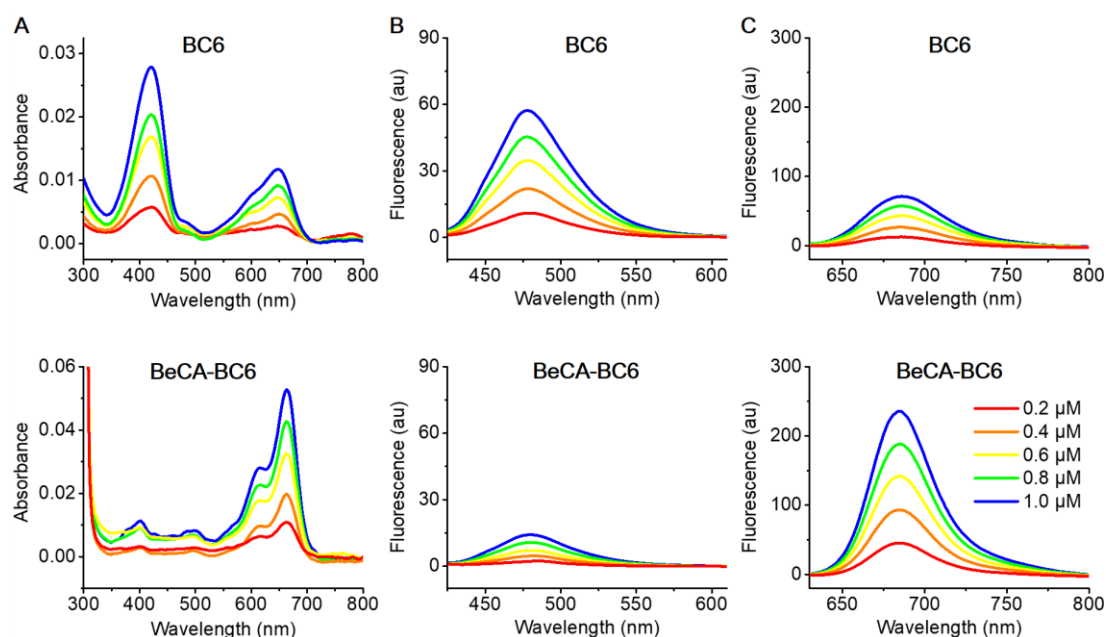 A
BC6
0.03
0.02
0.01
0.00
Absorbance
300 400 500 600 700 800
Wavelength (nm)
B
BC6
90
60
30
0
Fluorescence (au)
450 500 550 600
Wavelength (nm)
C
BC6
300
200
100
0
Fluorescence (au)
650 700 750 800
Wavelength (nm)
BeCA-BC6
0.06
0.04
0.02
0.00
Absorbance
300 400 500 600 700 800
Wavelength (nm)
BeCA-BC6
90
60
30
0
Fluorescence (au)
450 500 550 600
Wavelength (nm)
BeCA-BC6
300
200
100
0
Fluorescence (au)
650 700 750 800
Wavelength (nm)
0.2 µM
0.4 µM
0.6 µM
0.8 µM
1.0 µM